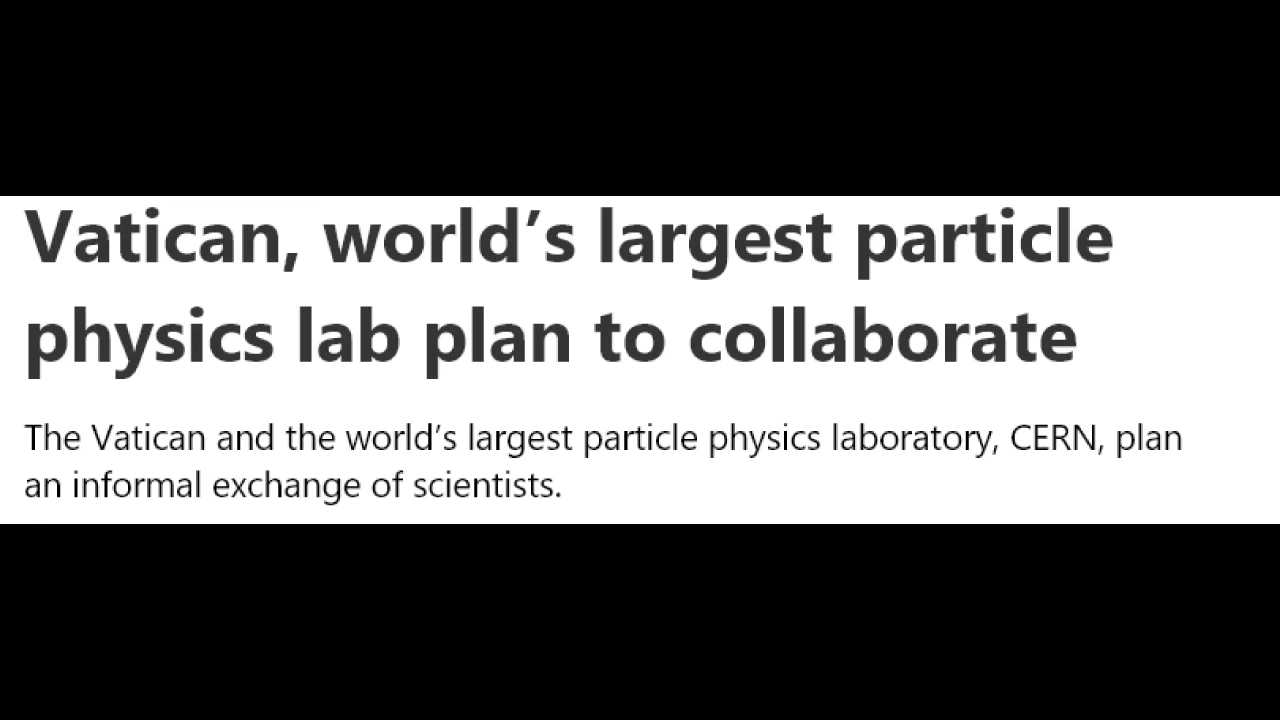 Vatican, world’s largest particle
physics lab plan to collaborate
The Vatican and the world’s largest particle physics laboratory, CERN, plan
an informal exchange of scientists.